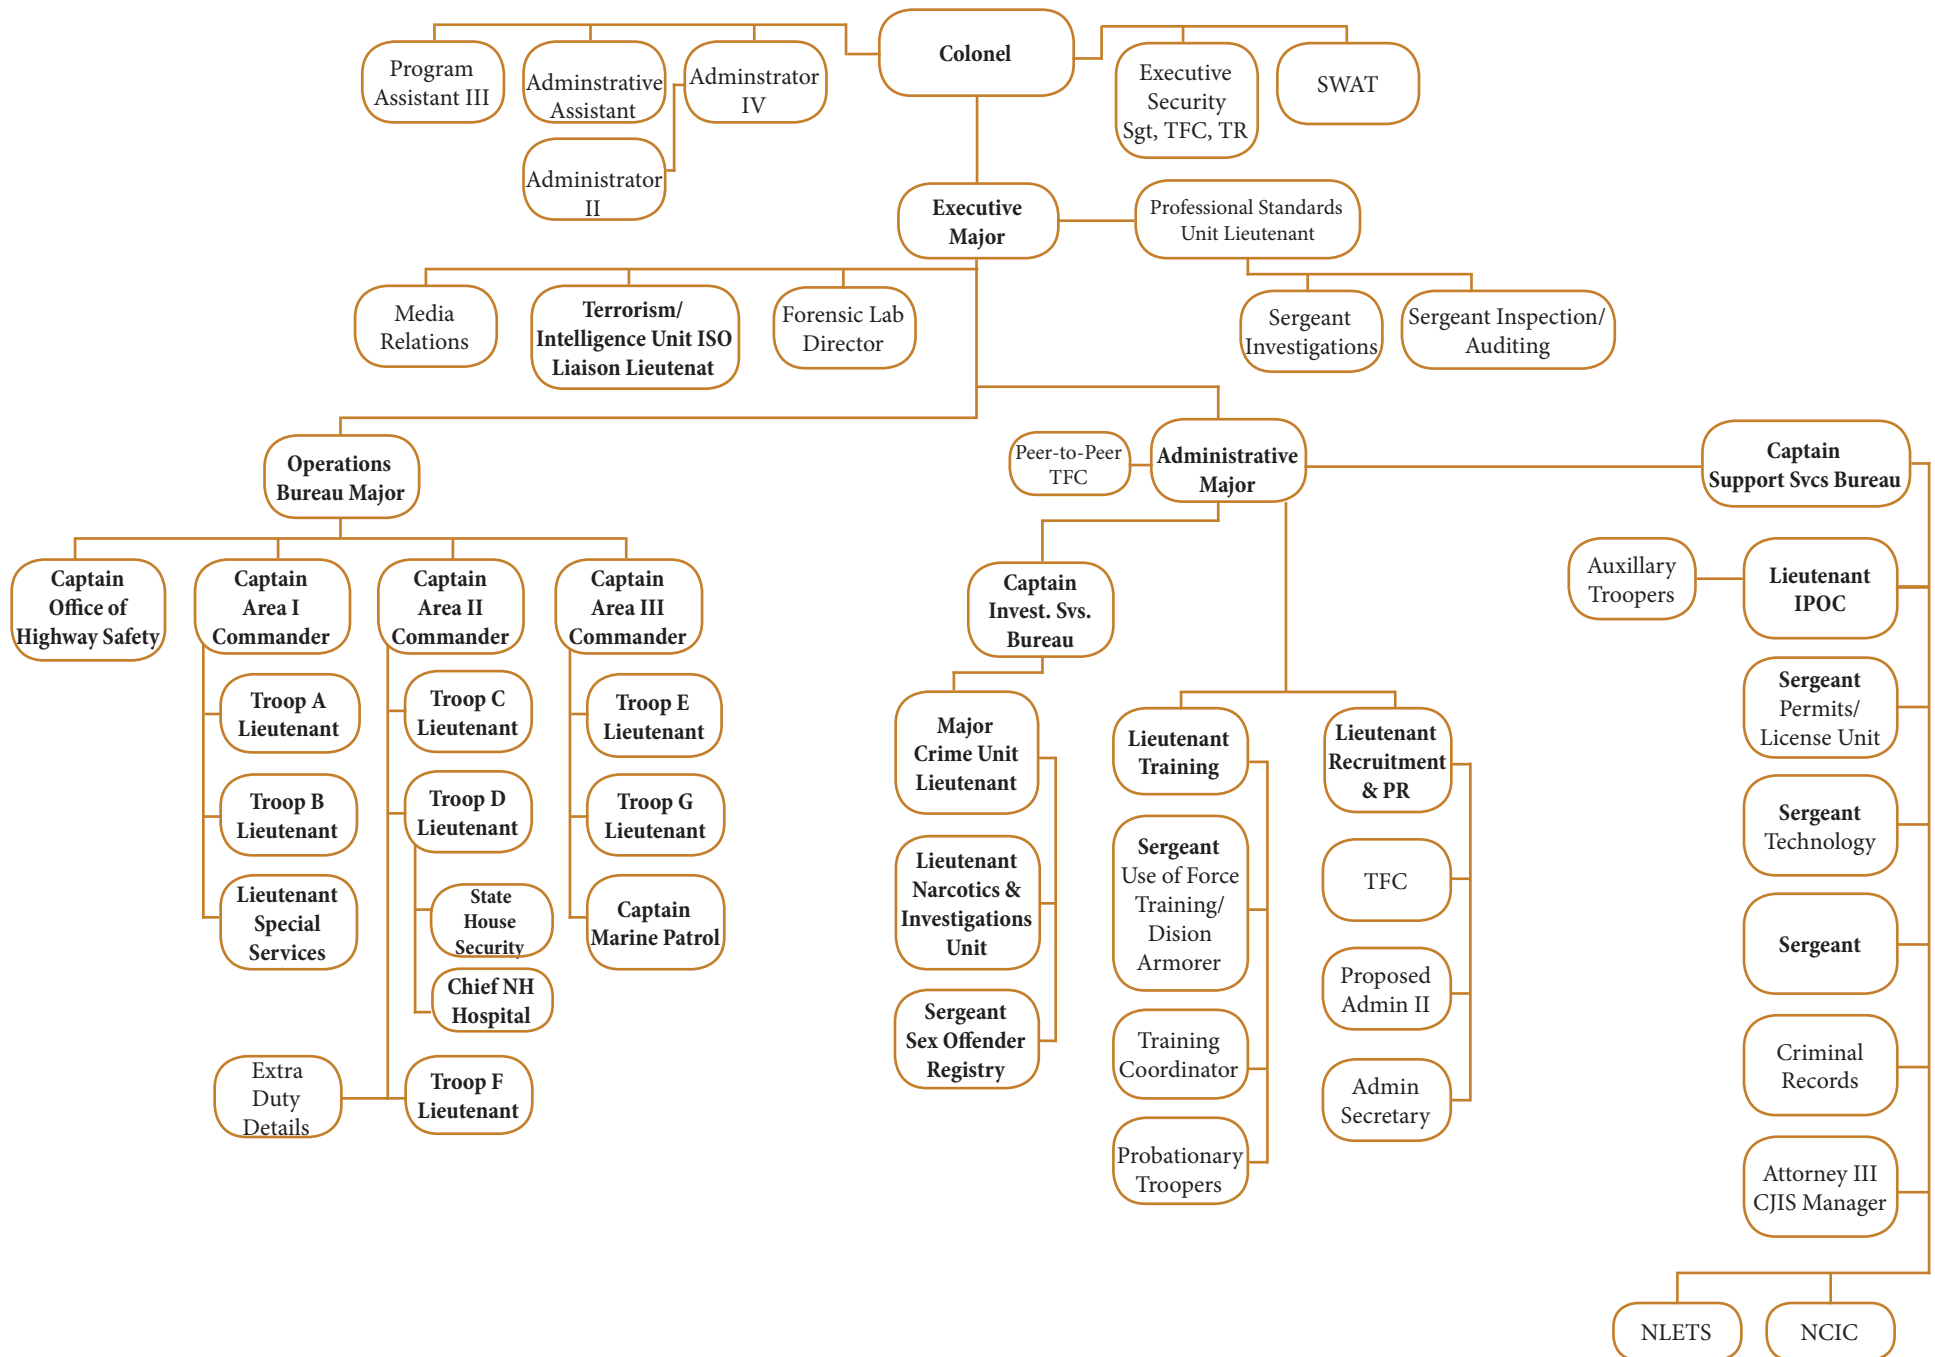 Colonel
Program
Assistant III
Adminstrative
Assistant
Adminstrator
IV
Administrator
II
Executive
Security
Sgt, TFC, TR
SWAT
Executive
Major
Professional Standards
Unit Lieutenant
Media
Relations
Terrorism/
Intelligence Unit ISO
Liaison Lieutenat
Forensic Lab
Director
Sergeant
Investigations
Sergeant Inspection/
Auditing
Operations
Bureau Major
Peer-to-Peer
TFC
Administrative
Major
Captain
Support Svcs Bureau
Captain
Office of
Highway Safety
Captain
Area I
Commander
Captain
Area II
Commander
Captain
Area III
Commander
Troop A
Lieutenant
Troop B
Lieutenant
Lieutenant
Special
Services
Troop C
Lieutenant
Troop D
Lieutenant
State
House
Security
Chief NH
Hospital
Extra
Duty
Details
Troop F
Lieutenant
Troop E
Lieutenant
Troop G
Lieutenant
Captain
Marine Patrol
Captain
Invest. Svs.
Bureau
Major
Crime Unit
Lieutenant
Lieutenant
Narcotics &
Investigations
Unit
Sergeant
Sex Offender
Registry
Lieutenant
Training
Sergeant
Use of Force
Training/
Dision
Armorer
Training
Coordinator
Probationary
Troopers
Lieutenant
Recruitment
& PR
TFC
Proposed
Admin II
Admin
Secretary
Auxillary
Troopers
Lieutenant
IPOC
Sergeant
Permits/
License Unit
Sergeant
Technology
Sergeant
Criminal
Records
Attorney III
CJIS Manager
NLETS
NCIC